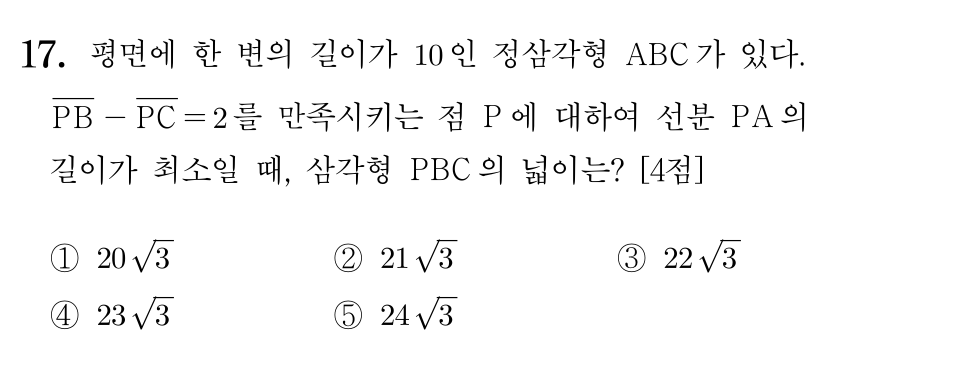 17. 평면에 한 변의 길이가 10인 정삼각형 ABC가 있다.
$\overline{PB}-\overline{PC}=2$를 만족시키는 점 P에 대하여 선분 PA의
길이가 최소일 때, 삼각형 PBC의 넓이는? [4점]
① $20\sqrt{3}$ ② $21\sqrt{3}$ ③ $22\sqrt{3}$
④ $23\sqrt{3}$ ⑤ $24\sqrt{3}$